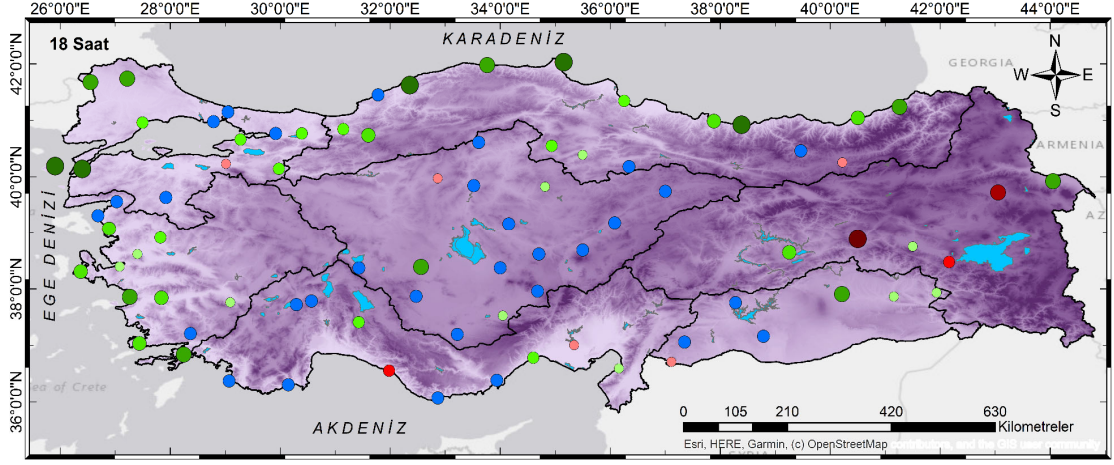 26°0'0"E 28°0'0"E 30°0'0"E 32°0'0"E 34°0'0"E 36°0'0"E 38°0'0"E 40°0'0"E 42°0'0"E 44°0'0"E
18 Saat
KARADENİZ
GEORGIA
N
W E
S
42°0'0"N
ARMENIA
40°0'0"N
AZ
EGE DENİZİ
38°0'0"N
ea of Crete
36°0'0"N
AKDENİZ
0 105 210 420 630
Kilometreler
Esri, HERE, Garmin, (c) OpenStreetMap contributors, and the GIS user community
SYRIA